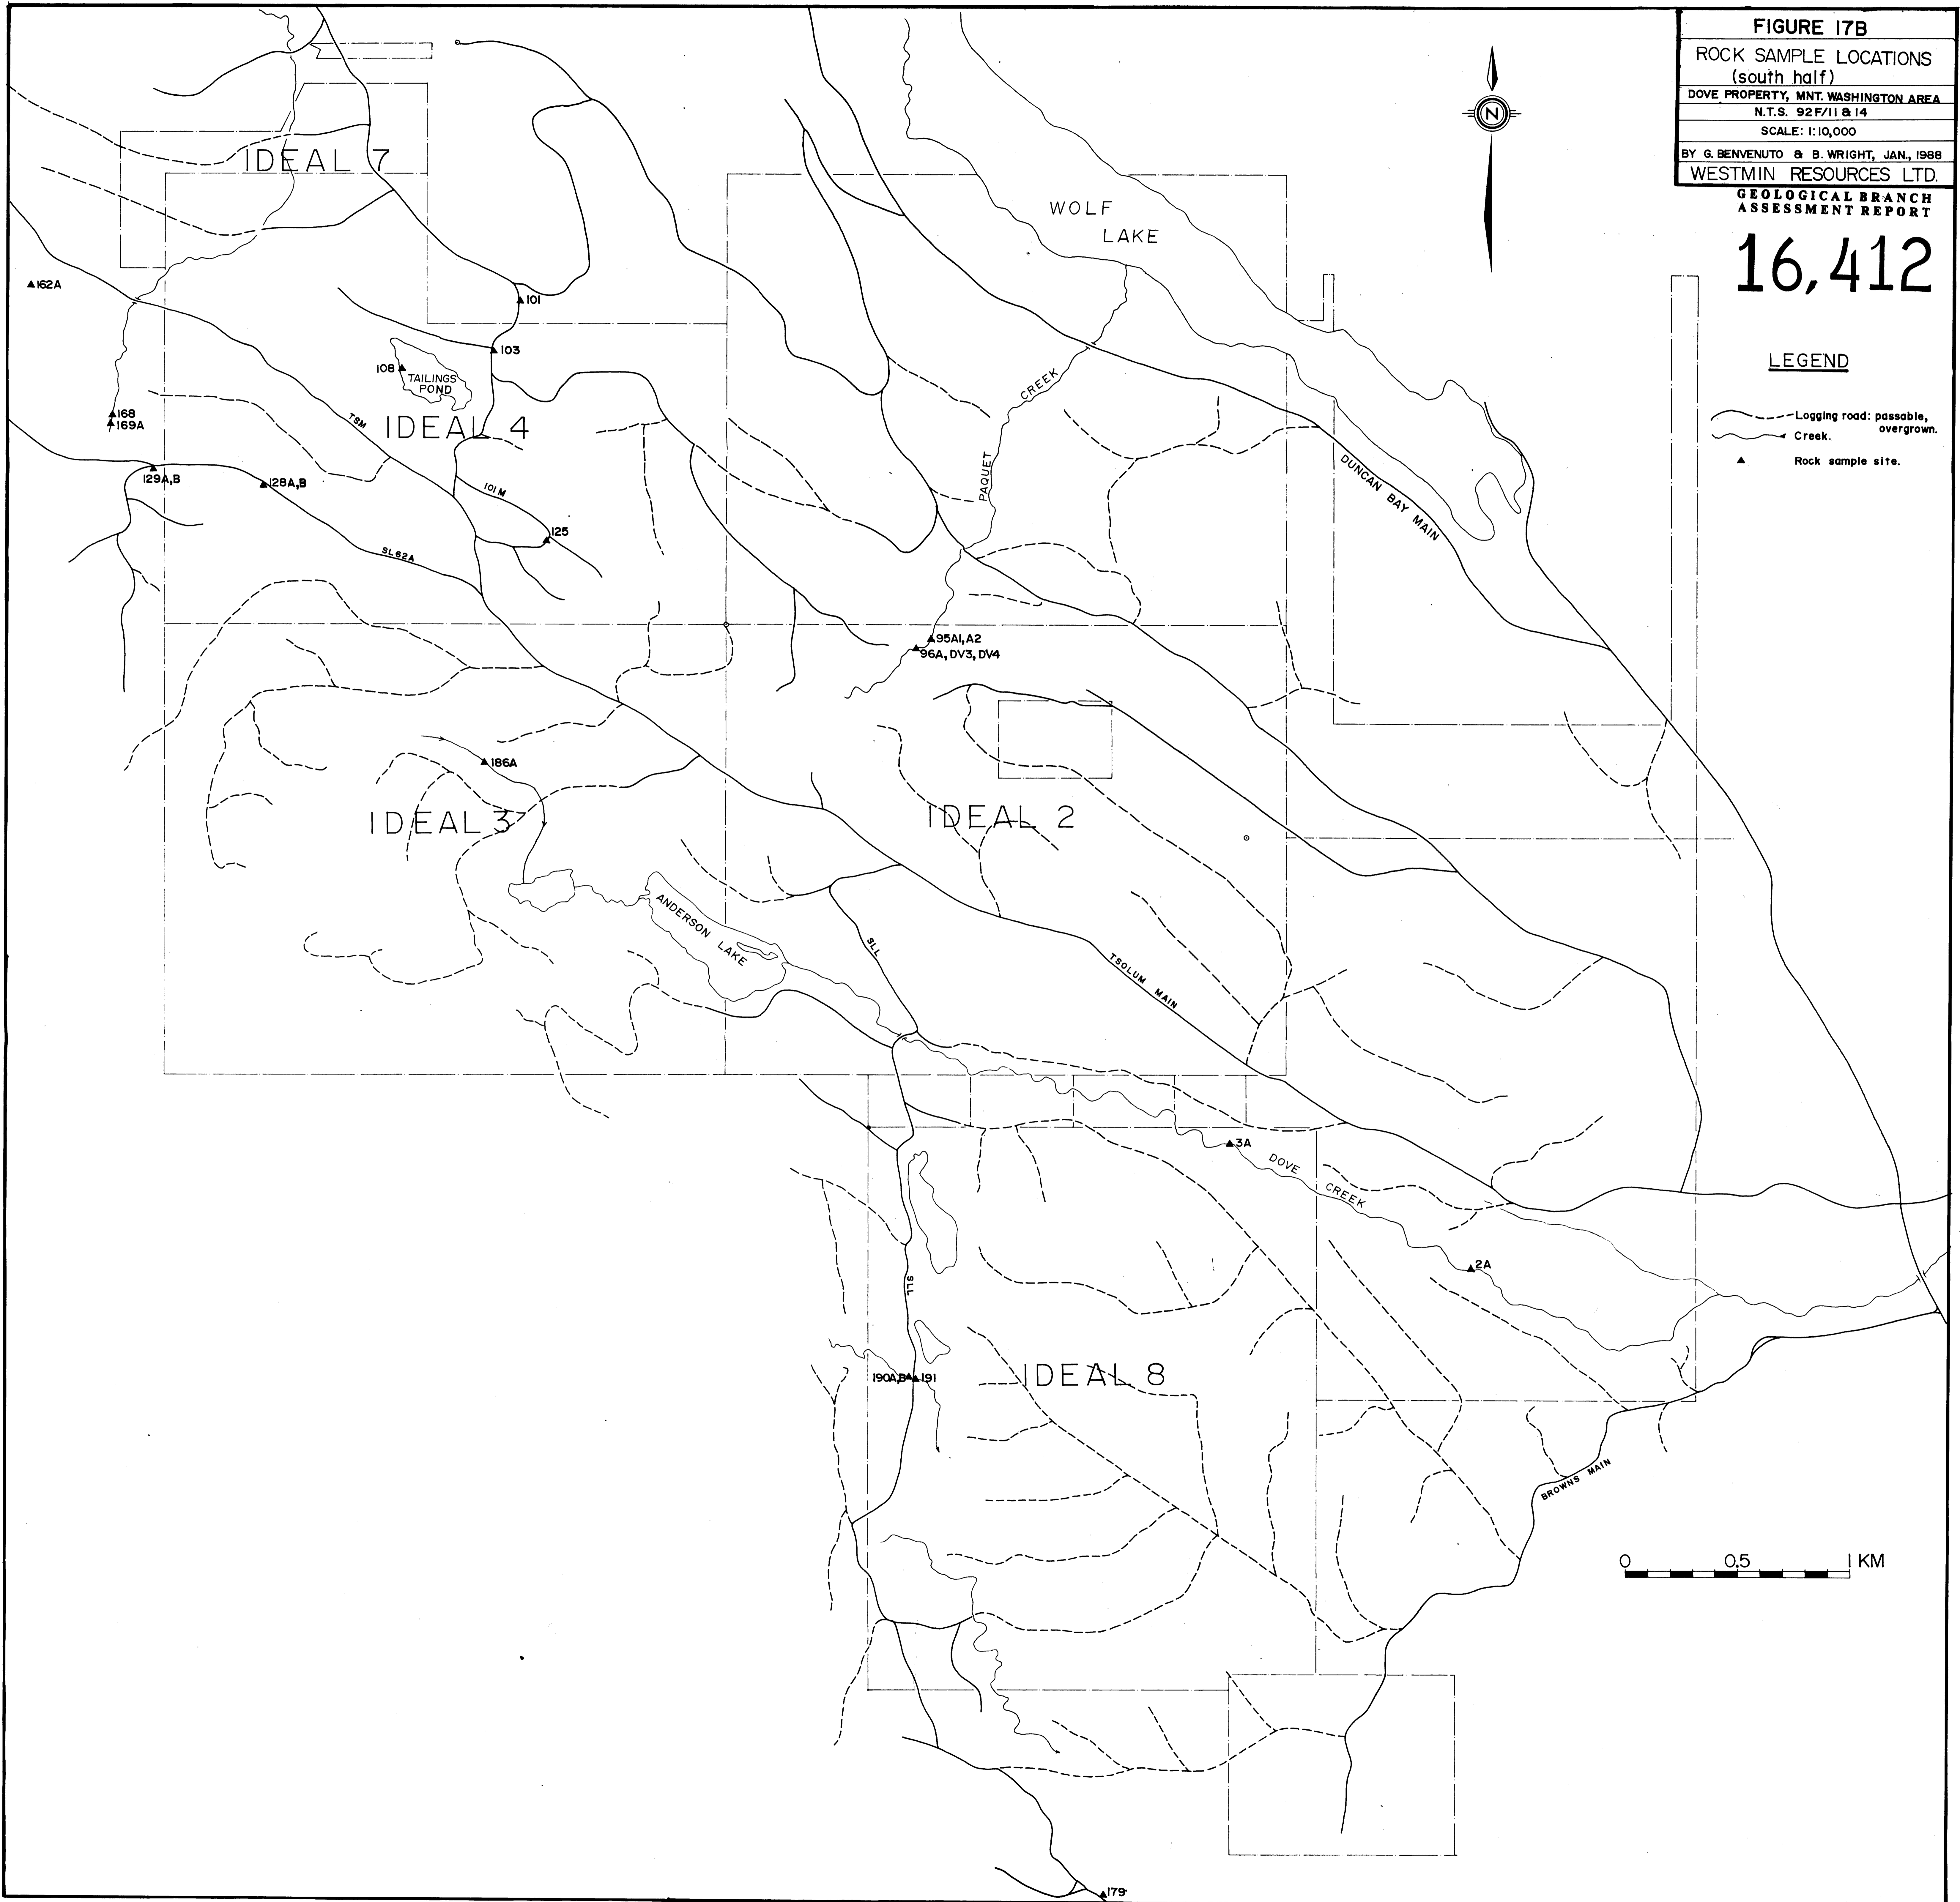 FIGURE 17B
ROCK SAMPLE LOCATIONS
(south half)
DOVE PROPERTY, MNT. WASHINGTON AREA
N.T.S. 92F/11 & 14
SCALE: 1:10,000
BY G. BENVENUTO & B. WRIGHT, JAN., 1988
WESTMIN RESOURCES LTD.
GEOLOGICAL BRANCH
ASSESSMENT REPORT
16,412
LEGEND
Logging road: passable,
overgrown.
Creek.
Rock sample site.
N
IDEAL 7
WOLF
LAKE
162A
101
103
108
TAILINGS
POND
168
169A
TSM
IDEAL 4
CREEK
PAQUET
DUNCAN BAY MAIN
129A,B
128A,B
101M
125
SL62A
95A1,A2
96A, DV3, DV4
186A
IDEAL 3
IDEAL 2
ANDERSON LAKE
SLL
TSOLUM MAIN
3A
DOVE
CREEK
2A
SLL
190A,B
191
IDEAL 8
BROWNS MAIN
0 0.5 1 KM
179